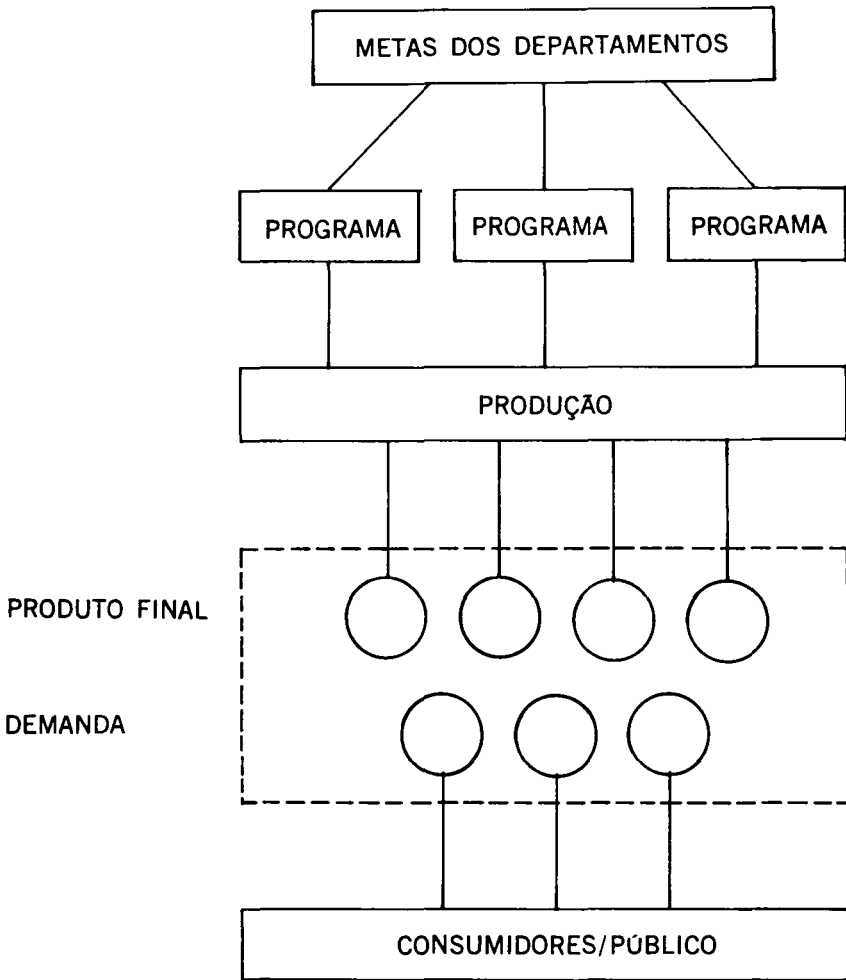 METAS DOS DEPARTAMENTOS
PROGRAMA
PROGRAMA
PROGRAMA
PRODUÇÃO
PRODUTO FINAL
DEMANDA
CONSUMIDORES/PÚBLICO